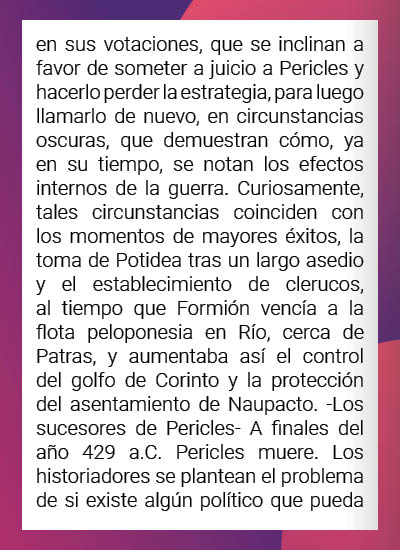 en sus votaciones, que se inclinan a
favor de someter a juicio a Pericles y
hacerlo perder la estrategia, para luego
llamarlo de nuevo, en circunstancias
oscuras, que demuestran cómo, ya
en su tiempo, se notan los efectos
internos de la guerra. Curiosamente,
tales circunstancias coinciden con
los momentos de mayores éxitos, la
toma de Potidea tras un largo asedio
y el establecimiento de clerucos,
al tiempo que Formión vencía a la
flota peloponesia en Río, cerca de
Patras, y aumentaba así el control
del golfo de Corinto y la protección
del asentamiento de Naupacto. -Los
sucesores de Pericles- A finales del
año 429 a.C. Pericles muere. Los
historiadores se plantean el problema
de si existe algún político que pueda